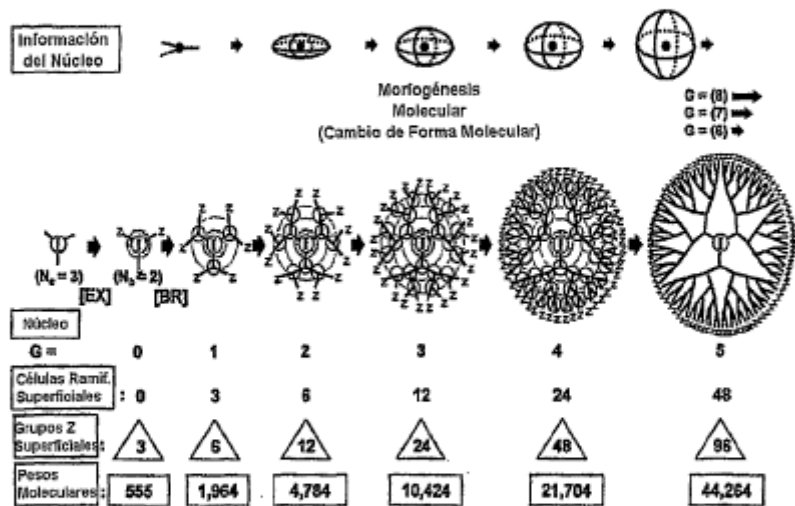 Información
del Núcleo
Morfogénesis
Molecular
(Cambio de Forma Molecular)
G = (8)
G = (7)
G = (6)
(Nc = 3)
(Nb = 2)
[EX]
[BR]
Núcleo
G = 0 1 2 3 4 5
Células Ramif.
Superficiales : 0 3 6 12 24 48
Grupos Z
Superficiales: 3 6 12 24 48 96
Pesos
Moleculares : 555 1,964 4,784 10,424 21,704 44,264